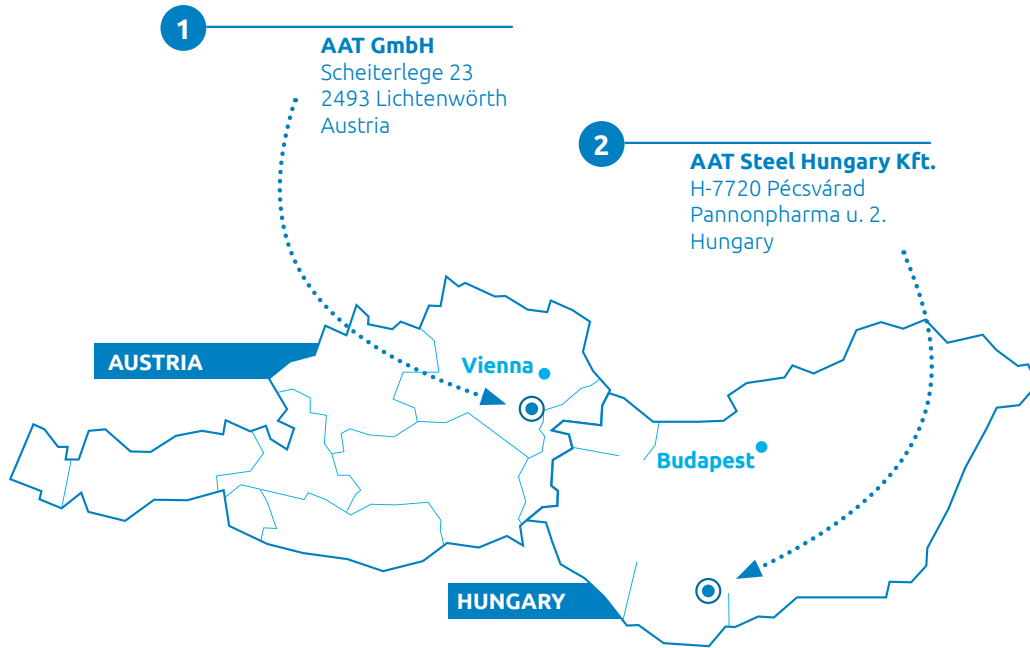 1
AAT GmbH
Scheiterlege 23
2493 Lichtenwörth
Austria
2
AAT Steel Hungary Kft.
H-7720 Pécsvárad
Pannonpharma u. 2.
Hungary
AUSTRIA
Vienna
Budapest
HUNGARY